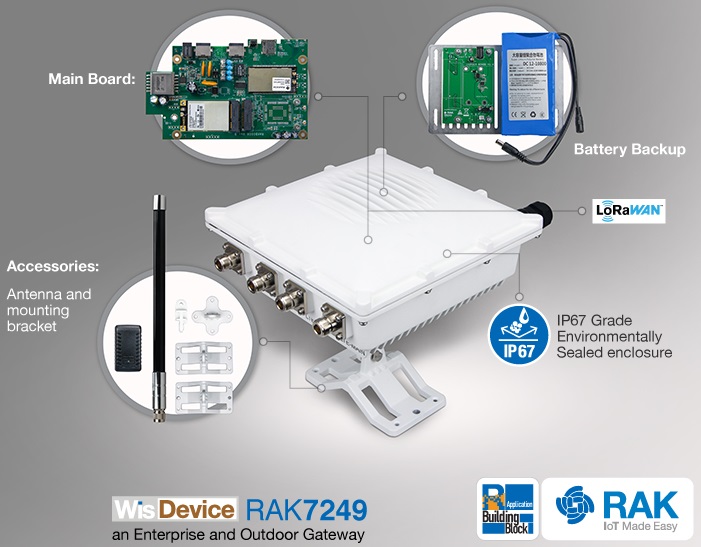 Main Board:
Battery Backup
LoRaWAN™
Accessories:
Antenna and
mounting
bracket
IP67
IP67 Grade
Environmentally
Sealed enclosure
WisDevice RAK7249
an Enterprise and Outdoor Gateway
Application
Building
Block
RAK
IoT Made Easy